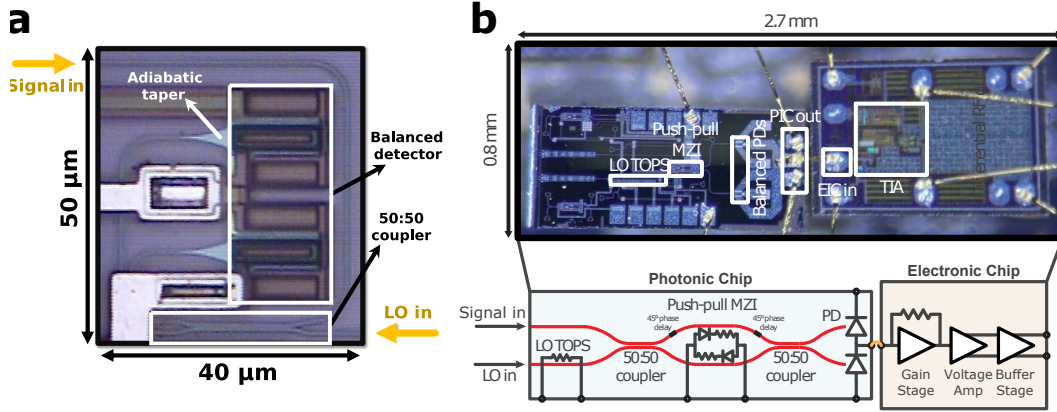 a
Signal in
Adiabatic
taper
Balanced
detector
50:50
coupler
LO in
50 μm
40 μm
b
2.7 mm
0.8 mm
LO TOPS
Push-pull
MZI
Balanced PDs
PIC out
EIC in
TIA
Photonic Chip
Electronic Chip
Signal in
LO in
LO TOPS
50:50
coupler
45° phase
delay
Push-pull MZI
45° phase
delay
50:50
coupler
PD
Gain
Stage
Voltage
Amp
Buffer
Stage